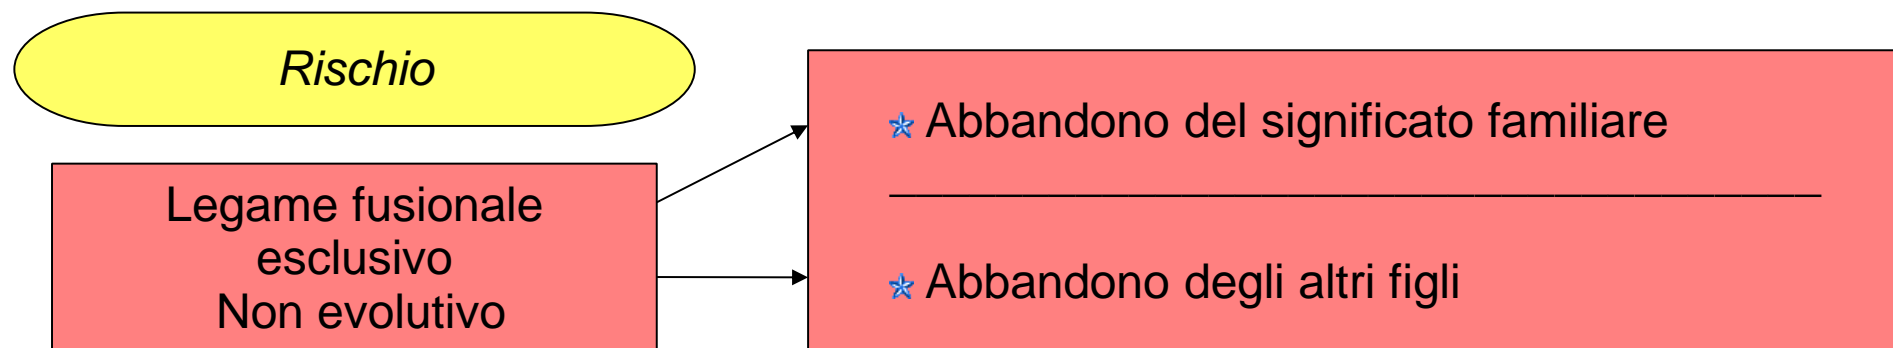 Rischio
Legame fusionale
esclusivo
Non evolutivo
Abbandono del significato familiare
Abbandono degli altri figli